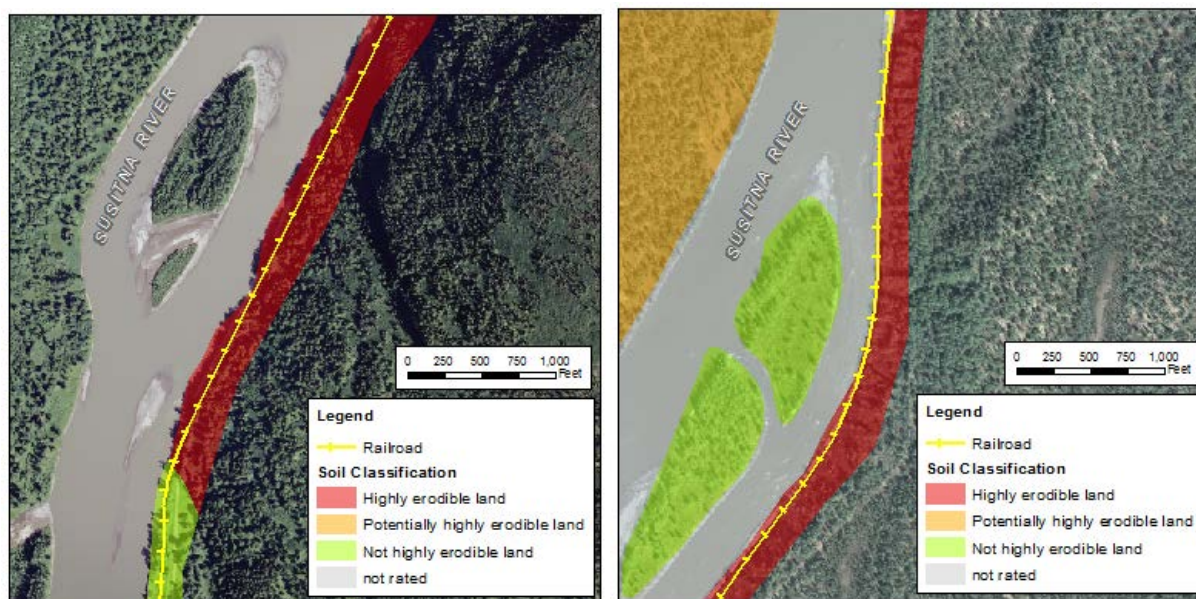 SUSITNA RIVER
0 250 500 750 1,000
Feet
Legend
Railroad
Soil Classification
Highly erodible land
Potentially highly erodible land
Not highly erodible land
not rated
SUSITNA RIVER
0 250 500 750 1,000
Feet
Legend
Railroad
Soil Classification
Highly erodible land
Potentially highly erodible land
Not highly erodible land
not rated